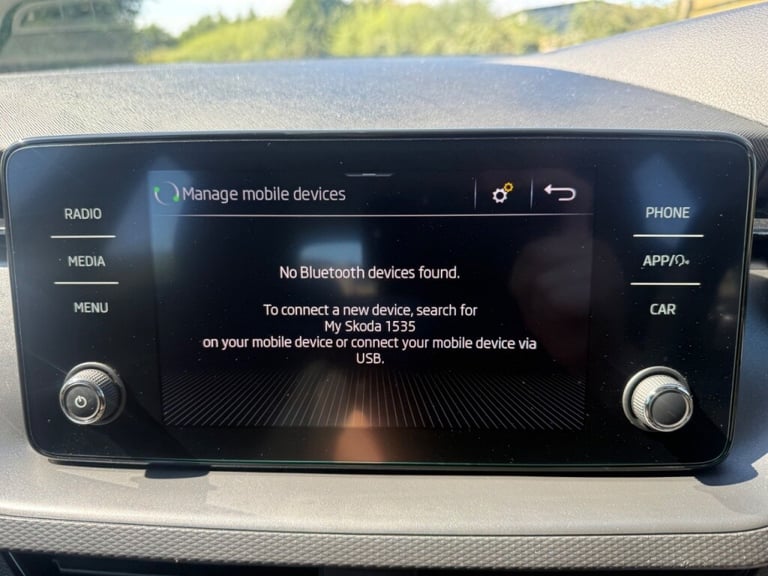 RADIO
MEDIA
MENU
Manage mobile devices
No Bluetooth devices found.
To connect a new device, search for
My Skoda 1535
on your mobile device or connect your mobile device via
USB.
PHONE
APP/
CAR